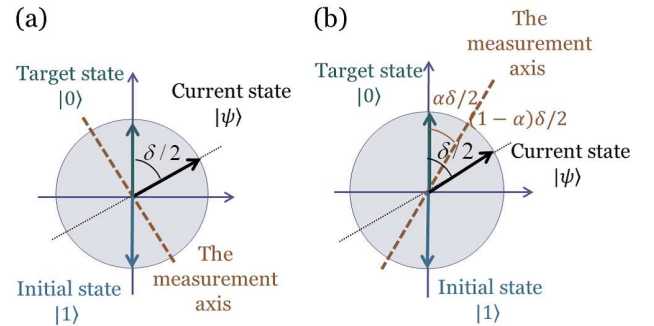 (a)
Target state
|0⟩
Current state
|ψ⟩
δ/2
The
measurement
axis
Initial state
|1⟩
(b)
The
measurement
axis
Target state
|0⟩
αδ/2
(1 − α)δ/2
δ/2
Current state
|ψ⟩
Initial state
|1⟩